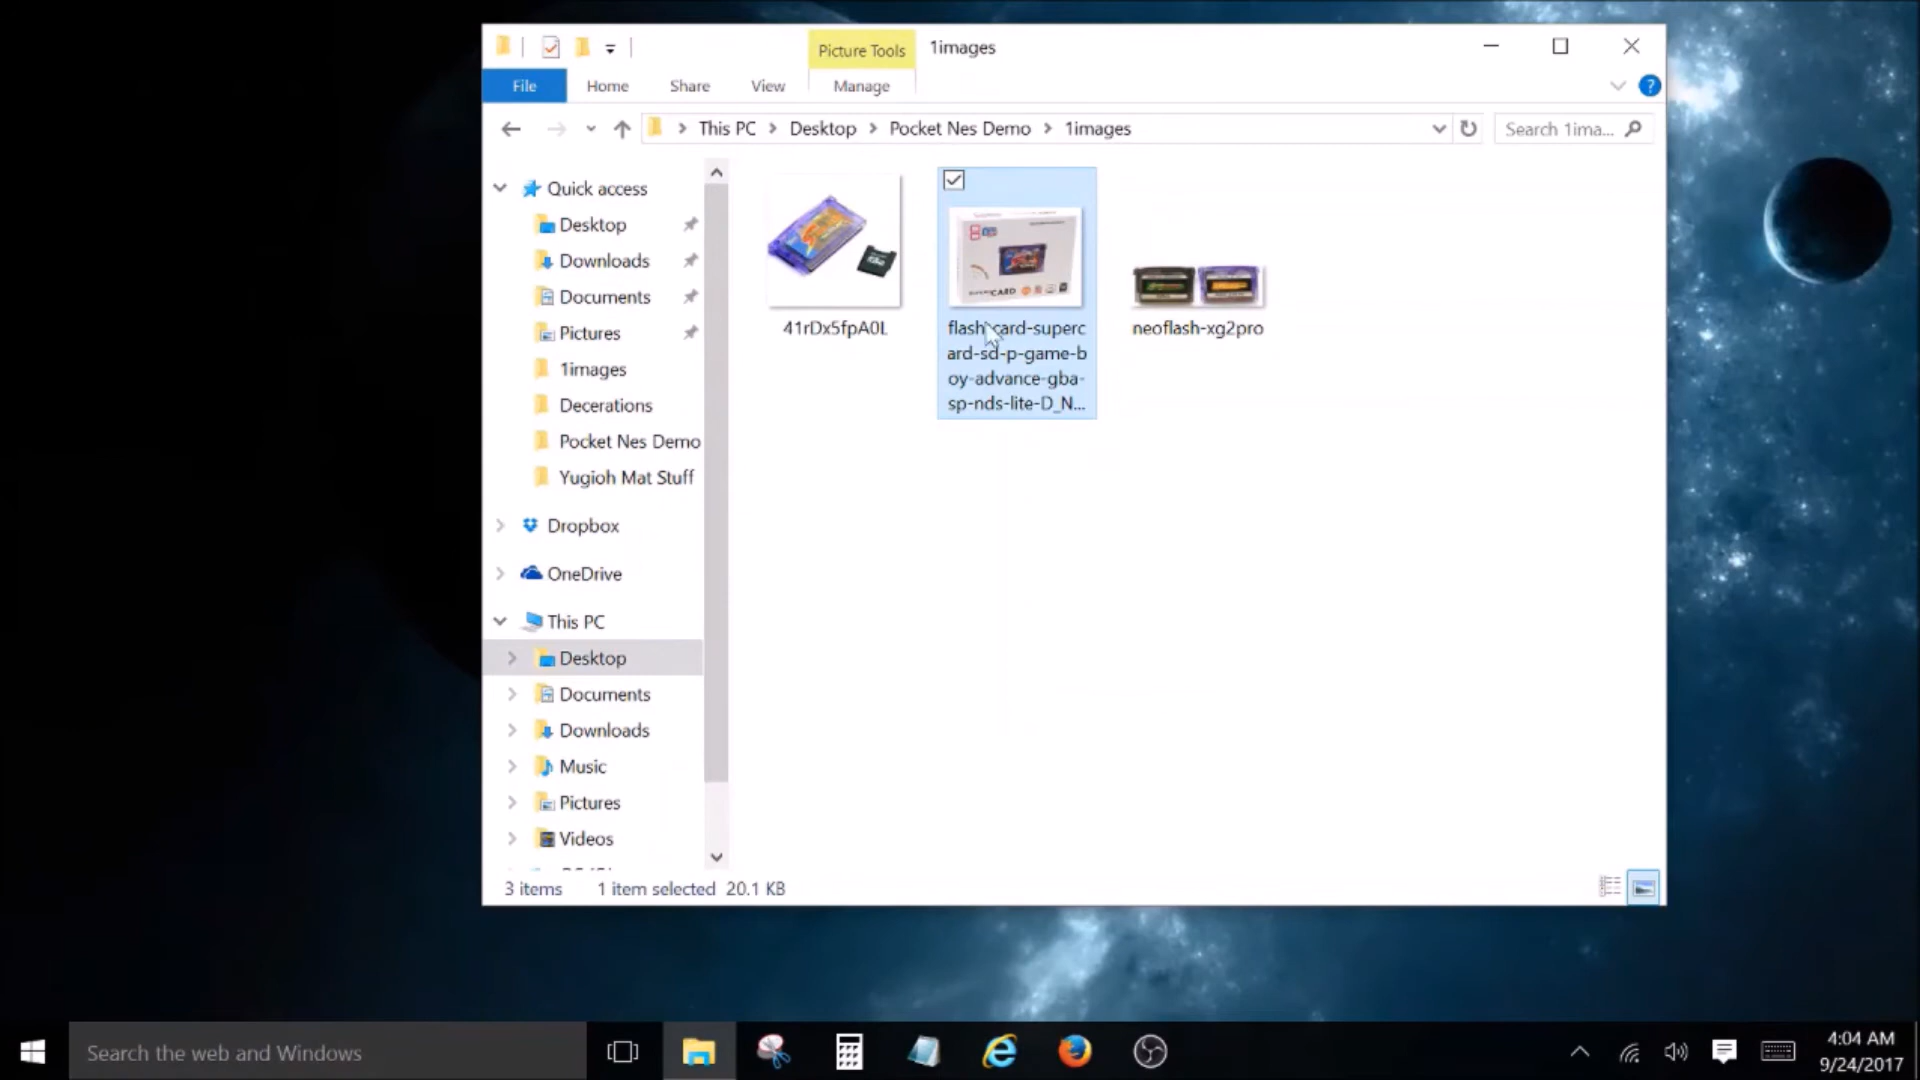 Picture Tools
1images
File
Home
Share
View
Manage
This PC
Desktop
Pocket Nes Demo
1images
Search 1ima...
Quick access
Desktop
Downloads
Documents
Pictures
1images
Decerations
Pocket Nes Demo
Yugioh Mat Stuff
Dropbox
OneDrive
This PC
Desktop
Documents
Downloads
Music
Pictures
Videos
41rDx5fpA0L
CARD
flash-card-superc
ard-sd-p-game-b
oy-advance-gba-
sp-nds-lite-D_N...
neoflash-xg2pro
3 items
1 item selected 20.1 KB
Search the web and Windows
4:04 AM
9/24/2017